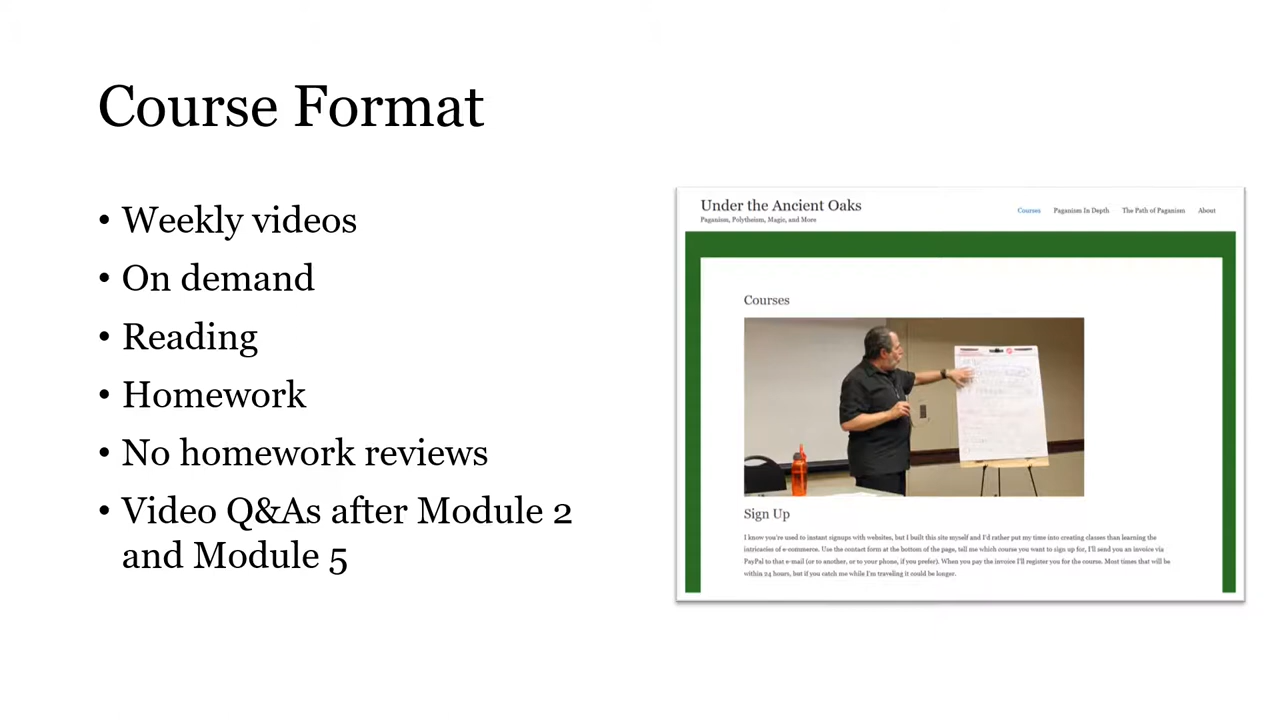 Course Format
• Weekly videos
• On demand
• Reading
• Homework
• No homework reviews
• Video Q&As after Module 2
and Module 5
Under the Ancient Oaks
Paganism, Polytheism, Magic, and More
Courses Paganism In Depth The Path of Paganism About
Courses
Sign Up
I know you're used to instant signups with websites, but I built this site myself and I'd rather put my time into creating classes than learning the
intricacies of e-commerce. Use the contact form at the bottom of the page, tell me which course you want to sign up for, I'll send you an invoice via
PayPal to that e-mail (or to another, or to your phone, if you prefer). When you pay the invoice I'll register you for the course. Most times that will be
within 24 hours, but if you catch me while I'm traveling it could be longer.